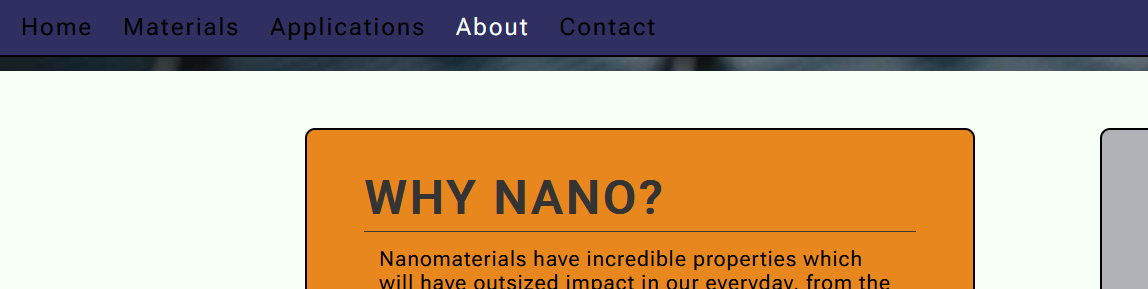 Home Materials Applications About Contact
WHY NANO?
Nanomaterials have incredible properties which
will have outsized impact in our everyday, from the